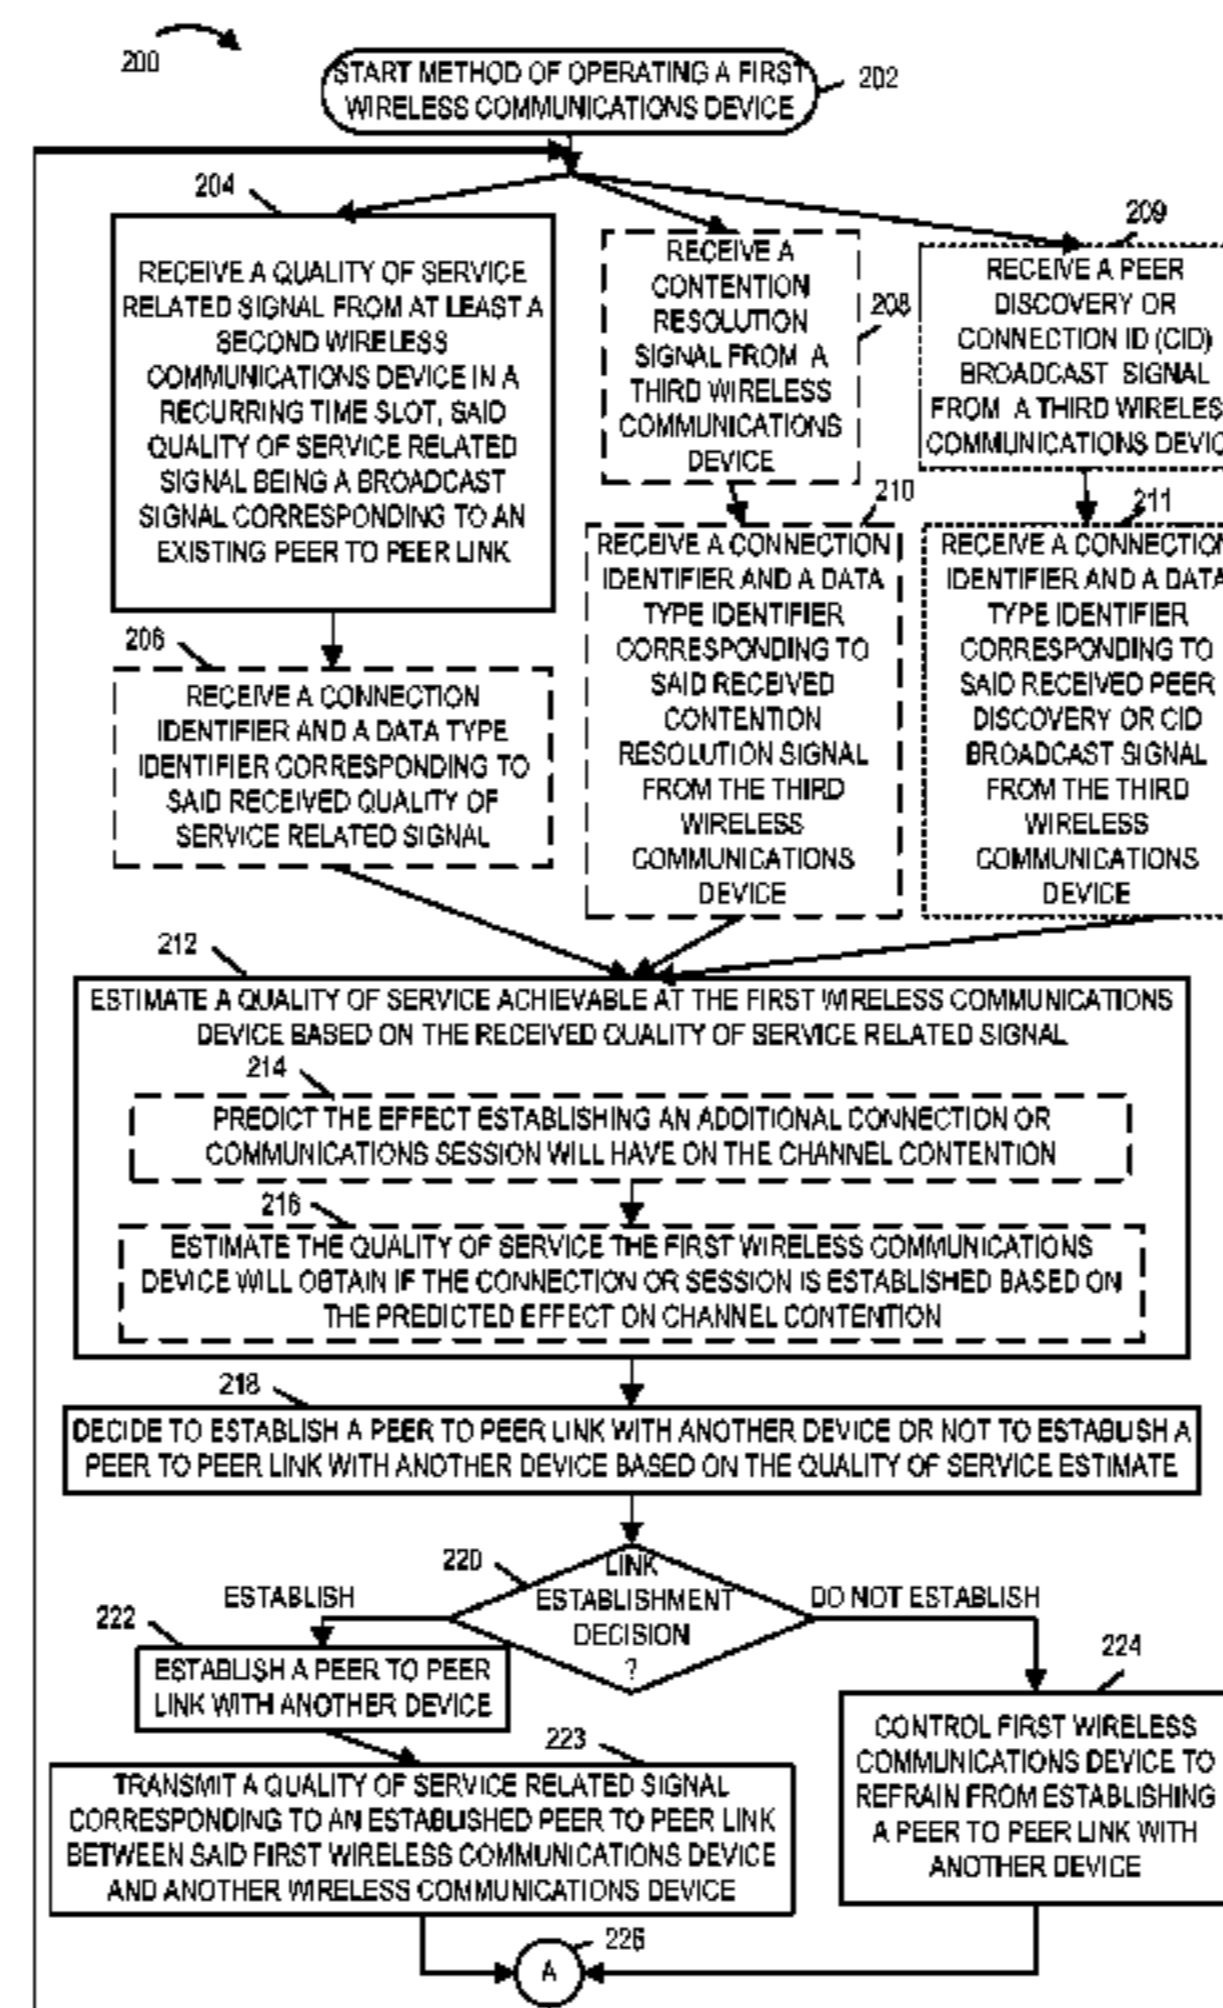 200
START METHOD OF OPERATING A FIRST
WIRELESS COMMUNICATIONS DEVICE
202
204
RECEIVE A QUALITY OF SERVICE
RELATED SIGNAL FROM AT LEAST A
SECOND WIRELESS
COMMUNICATIONS DEVICE IN A
RECURRING TIME SLOT, SAID
QUALITY OF SERVICE RELATED
SIGNAL BEING A BROADCAST
SIGNAL CORRESPONDING TO AN
EXISTING PEER TO PEER LINK
RECEIVE A
CONTENTION
RESOLUTION
SIGNAL FROM A
THIRD WIRELESS
COMMUNICATIONS
DEVICE
208
209
RECEIVE A PEER
DISCOVERY OR
CONNECTION ID (CID)
BROADCAST SIGNAL
FROM A THIRD WIRELES
COMMUNICATIONS DEVIC
206
RECEIVE A CONNECTION
IDENTIFIER AND A DATA TYPE
IDENTIFIER CORRESPONDING TO
SAID RECEIVED QUALITY OF
SERVICE RELATED SIGNAL
210
RECEIVE A CONNECTION
IDENTIFIER AND A DATA
TYPE IDENTIFIER
CORRESPONDING TO
SAID RECEIVED
CONTENTION
RESOLUTION SIGNAL
FROM THE THIRD
WIRELESS
COMMUNICATIONS
DEVICE
211
RECEIVE A CONNECTION
IDENTIFIER AND A DATA
TYPE IDENTIFIER
CORRESPONDING TO
SAID RECEIVED PEER
DISCOVERY OR CID
BROADCAST SIGNAL
FROM THE THIRD
WIRELESS
COMMUNICATIONS
DEVICE
212
ESTIMATE A QUALITY OF SERVICE ACHIEVABLE AT THE FIRST WIRELESS COMMUNICATIONS
DEVICE BASED ON THE RECEIVED QUALITY OF SERVICE RELATED SIGNAL
214
PREDICT THE EFFECT ESTABLISHING AN ADDITIONAL CONNECTION OR
COMMUNICATIONS SESSION WILL HAVE ON THE CHANNEL CONTENTION
216
ESTIMATE THE QUALITY OF SERVICE THE FIRST WIRELESS COMMUNICATIONS
DEVICE WILL OBTAIN IF THE CONNECTION OR SESSION IS ESTABLISHED BASED ON
THE PREDICTED EFFECT ON CHANNEL CONTENTION
218
DECIDE TO ESTABLISH A PEER TO PEER LINK WITH ANOTHER DEVICE OR NOT TO ESTABLISH A
PEER TO PEER LINK WITH ANOTHER DEVICE BASED ON THE QUALITY OF SERVICE ESTIMATE
220
LINK
ESTABLISHMENT
DECISION
?
ESTABLISH
DO NOT ESTABLISH
222
ESTABLISH A PEER TO PEER
LINK WITH ANOTHER DEVICE
223
TRANSMIT A QUALITY OF SERVICE RELATED SIGNAL
CORRESPONDING TO AN ESTABLISHED PEER TO PEER LINK
BETWEEN SAID FIRST WIRELESS COMMUNICATIONS DEVICE
AND ANOTHER WIRELESS COMMUNICATIONS DEVICE
224
CONTROL FIRST WIRELESS
COMMUNICATIONS DEVICE TO
REFRAIN FROM ESTABLISHING
A PEER TO PEER LINK WITH
ANOTHER DEVICE
A
226